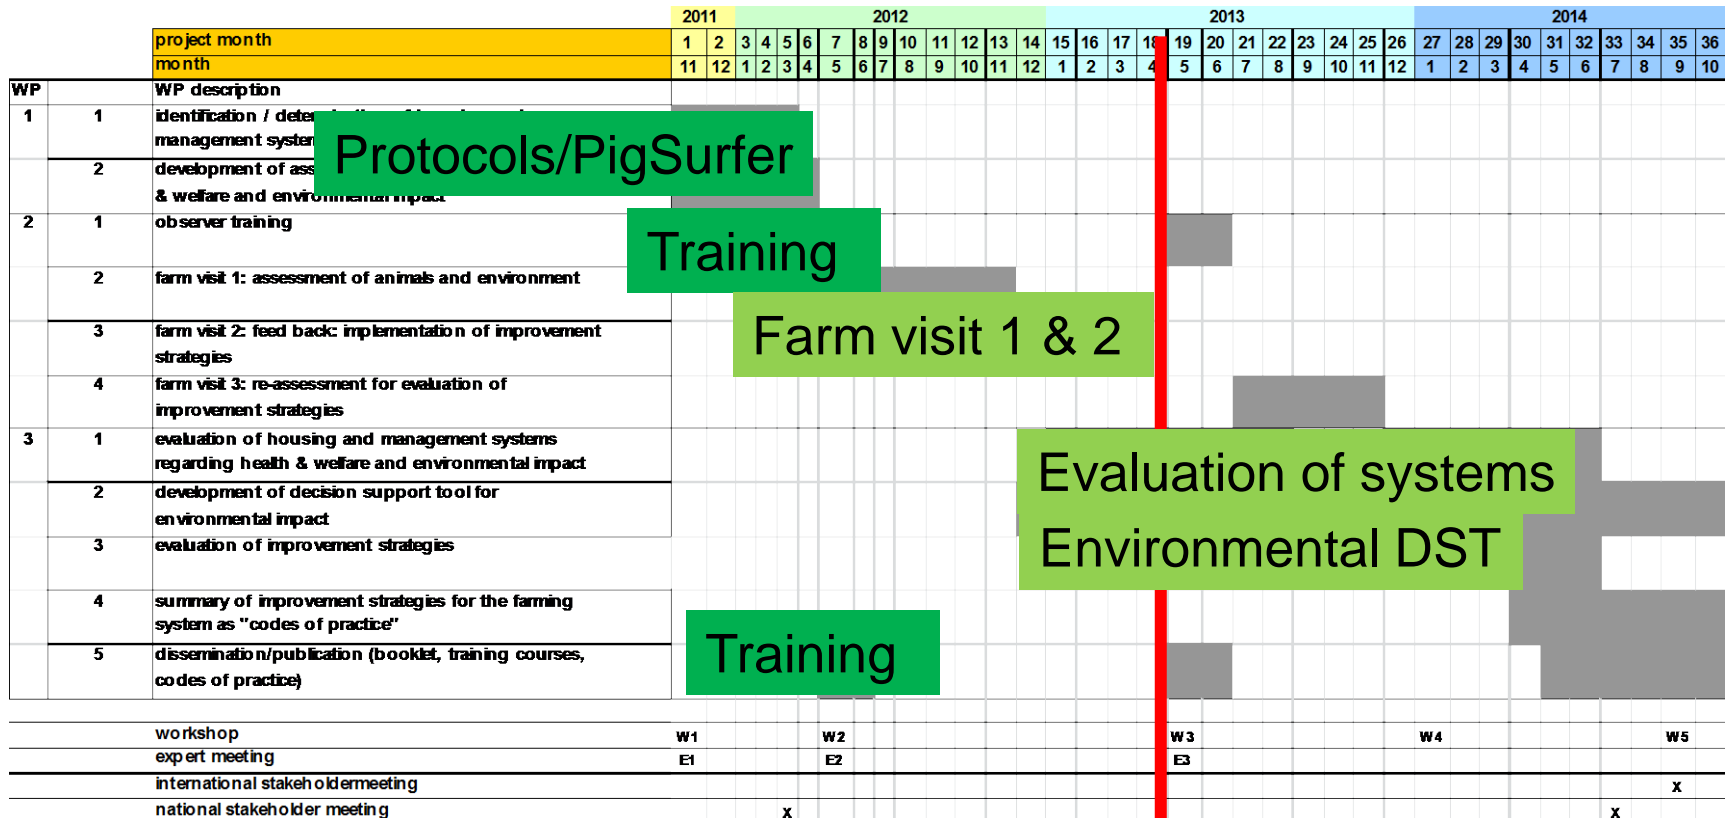 2011 2012 2013 2014
project month 1 2 3 4 5 6 7 8 9 10 11 12 13 14 15 16 17 18 19 20 21 22 23 24 25 26 27 28 29 30 31 32 33 34 35 36
month 11 12 1 2 3 4 5 6 7 8 9 10 11 12 1 2 3 4 5 6 7 8 9 10 11 12 1 2 3 4 5 6 7 8 9 10
WP WP description
1 1 identification /
management
Protocols/PigSurfer
2 development of
& welfare and environmental impact
2 1 observer training
Training
2 farm visit 1: assessment of animals and environment
3 farm visit 2: feed back: implementation of improvement
strategies
Farm visit 1 & 2
4 farm visit 3: re-assessment for evaluation of
improvement strategies
3 1 evaluation of housing and management systems
regarding health & welfare and environmental impact
Evaluation of systems
2 development of decision support tool for
environmental impact
3 evaluation of improvement strategies
Environmental DST
4 summary of improvement strategies for the farming
system as "codes of practice"
Training
5 dissemination/publication (booklet, training courses,
codes of practice)
workshop W1 W2 W3 W4 W5
expert meeting E1 E2 E3
international stakeholdermeeting x
national stakeholder meeting x x